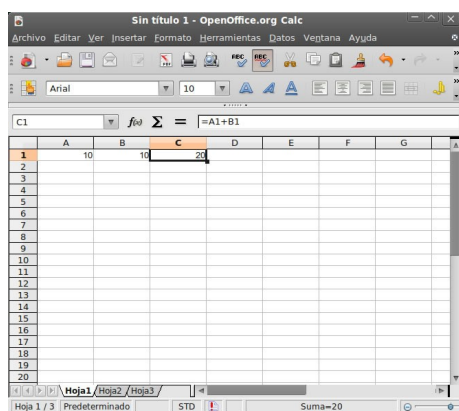 Sin título 1 - OpenOffice.org Calc
Archivo Editar Ver Insertar Formato Herramientas Datos Ventana Ayuda
Arial 10
C1 f(x) Σ = =A1+B1
A B C D E F G
1 10 10 20
2
3
4
5
6
7
8
9
10
11
12
13
14
15
16
17
18
19
20
Hoja1 Hoja2 Hoja3
Hoja 1 / 3 Predeterminado STD Suma=20